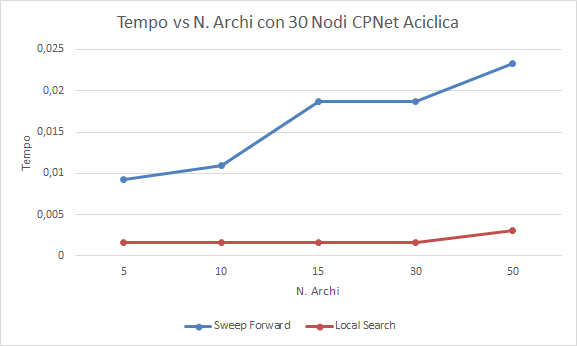 Tempo vs N. Archi con 30 Nodi CPNet Aciclica
0,025
0,02
0,015
0,01
0,005
0
Tempo
5 10 15 30 50
N. Archi
Sweep Forward Local Search